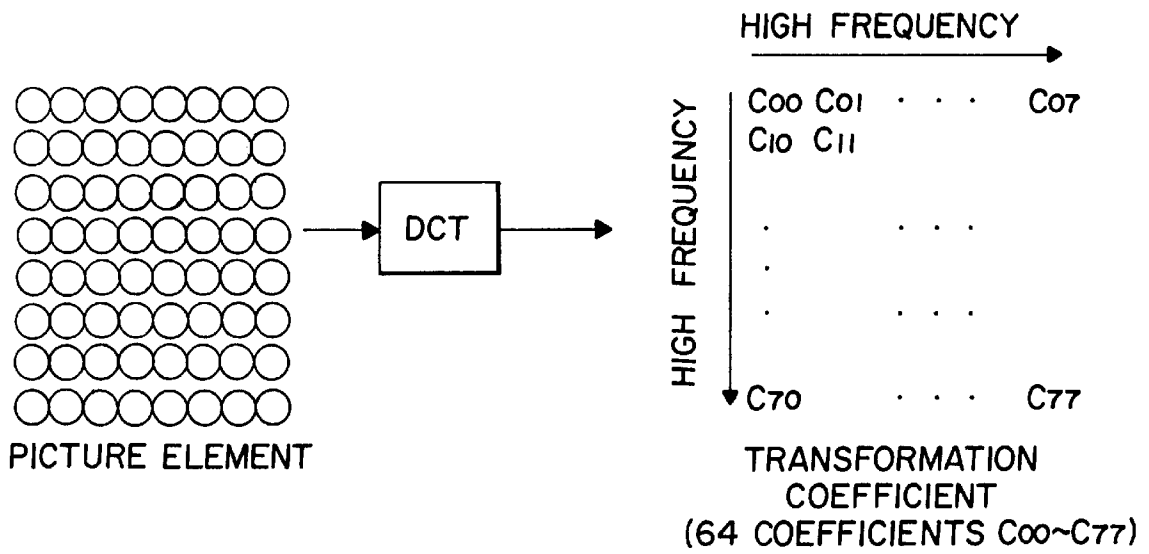 HIGH FREQUENCY
HIGH FREQUENCY
C00 C01 · · · C07
C10 C11
· · · ·
·
· · · ·
C70 · · · C77
DCT
PICTURE ELEMENT
TRANSFORMATION
COEFFICIENT
(64 COEFFICIENTS C00~C77)